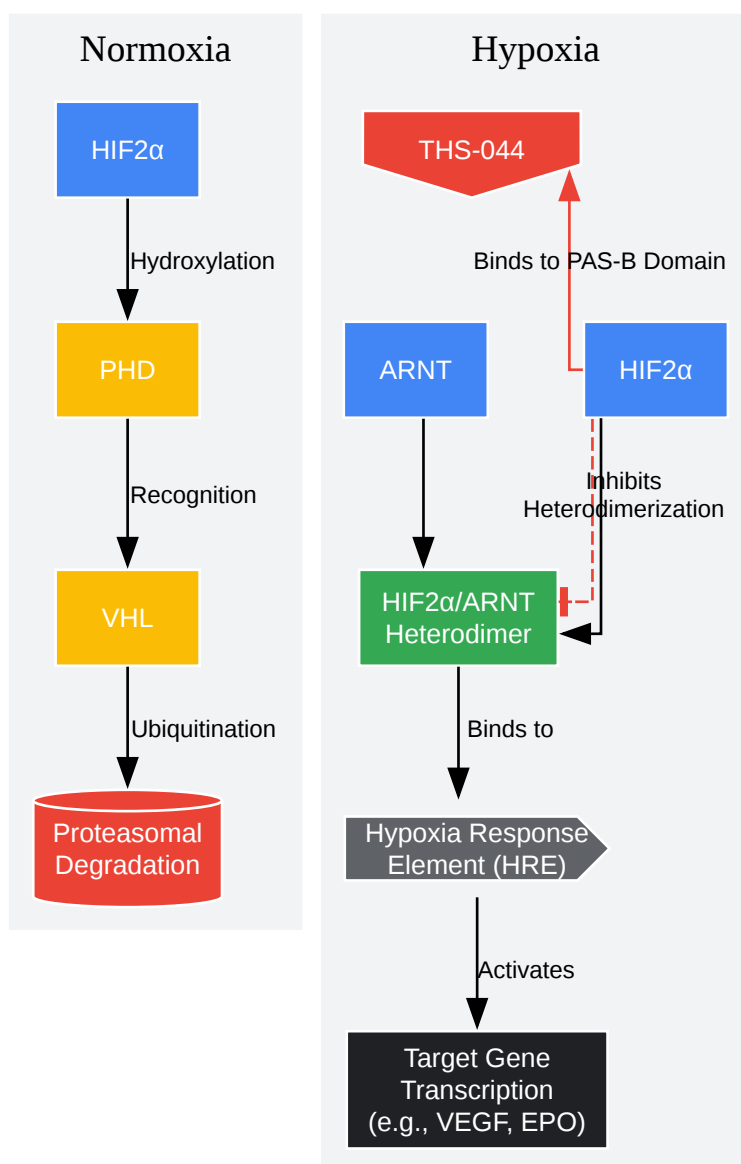 Normoxia
HIF2α
Hydroxylation
PHD
Recognition
VHL
Ubiquitination
Proteasomal
Degradation
Hypoxia
THS-044
Binds to PAS-B Domain
ARNT
HIF2α
Inhibits
Heterodimerization
HIF2α/ARNT
Heterodimer
Binds to
Hypoxia Response
Element (HRE)
Activates
Target Gene
Transcription
(e.g., VEGF, EPO)